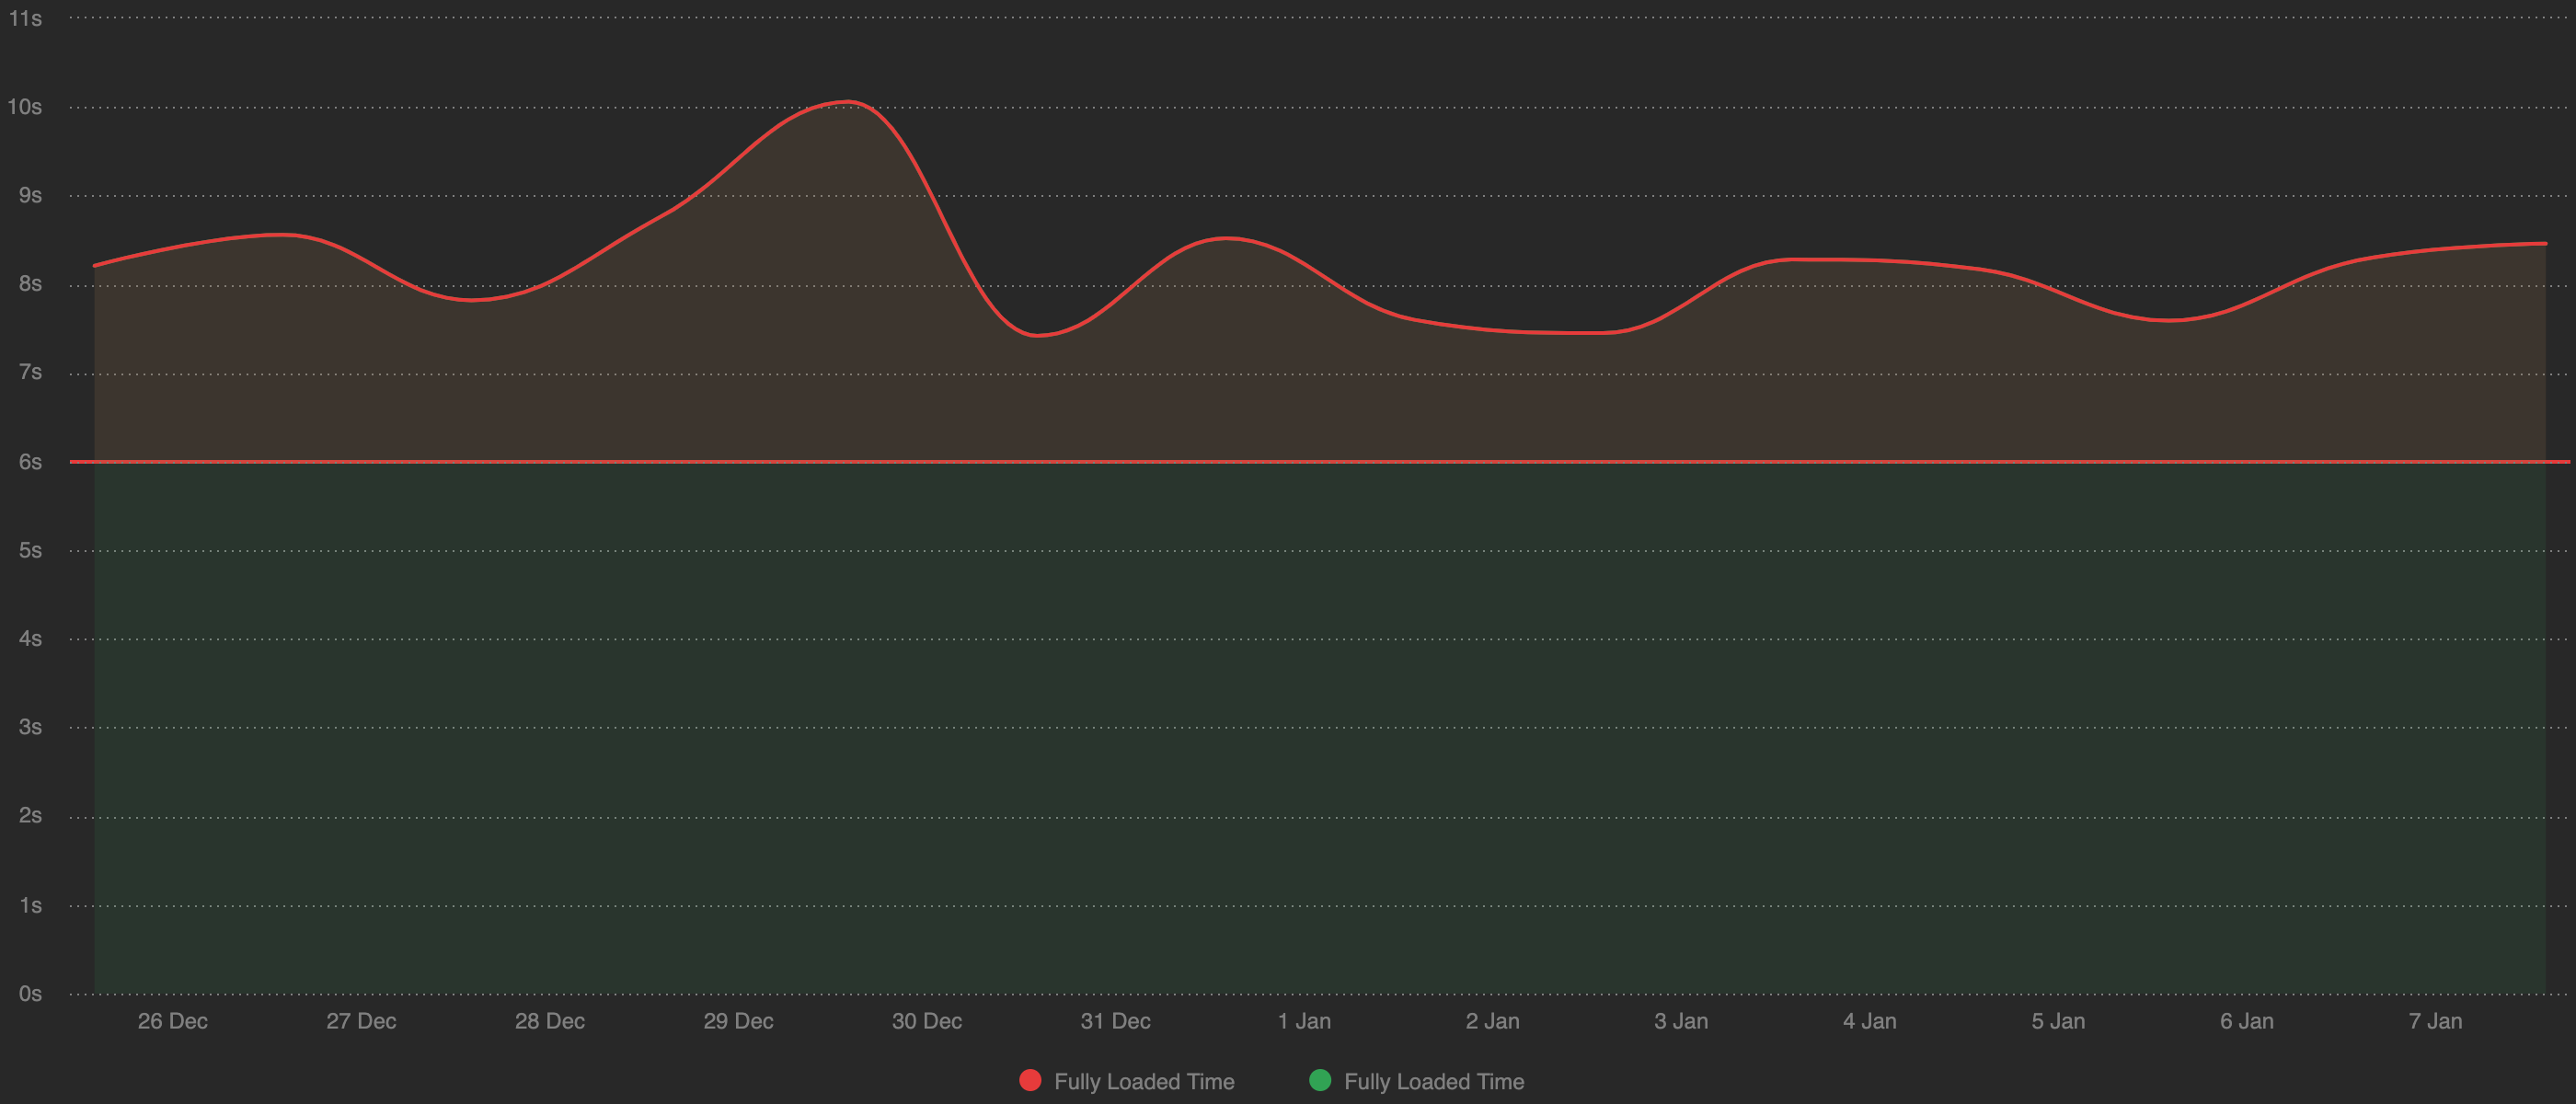 11s
10s
9s
8s
7s
6s
5s
4s
3s
2s
1s
0s
26 Dec 27 Dec 28 Dec 29 Dec 30 Dec 31 Dec 1 Jan 2 Jan 3 Jan 4 Jan 5 Jan 6 Jan 7 Jan
Fully Loaded Time Fully Loaded Time